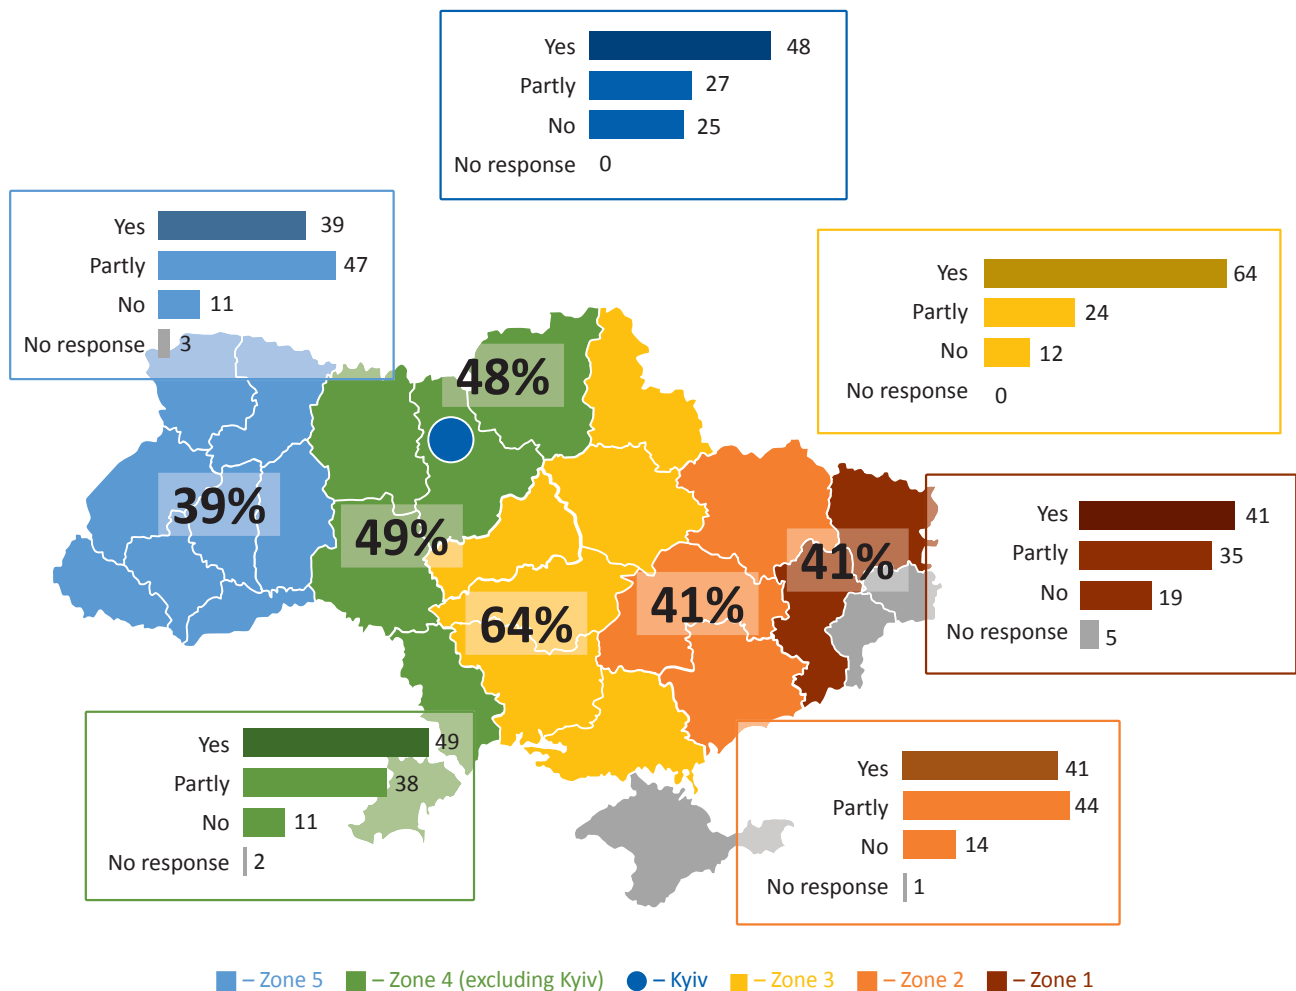 Yes 48
Partly 27
No 25
No response 0
Yes 39
Partly 47
No 11
No response 3
Yes 64
Partly 24
No 12
No response 0
48%
39%
49%
64%
41%
41%
Yes 41
Partly 35
No 19
No response 5
Yes 49
Partly 38
No 11
No response 2
Yes 41
Partly 44
No 14
No response 1
– Zone 5 – Zone 4 (excluding Kyiv) – Kyiv – Zone 3 – Zone 2 – Zone 1